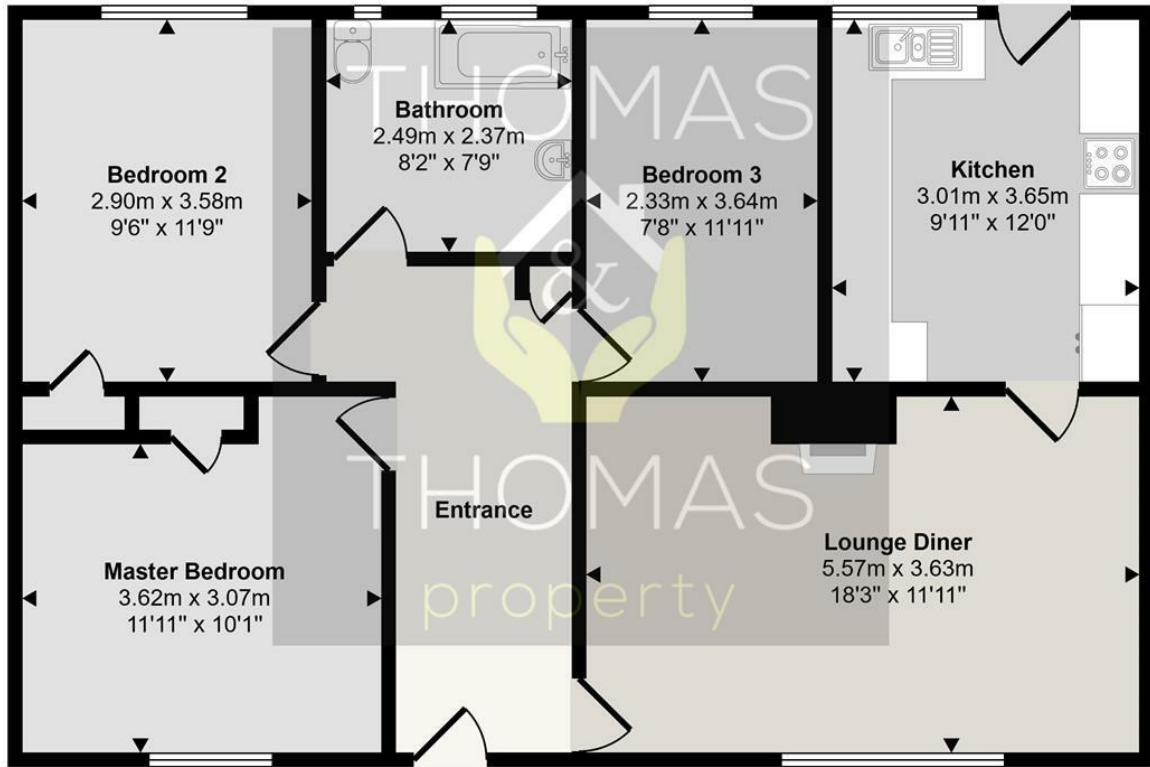 THOMAS
&
THOMAS
property
Bedroom 2
2.90m x 3.58m
9'6" x 11'9"
Bathroom
2.49m x 2.37m
8'2" x 7'9"
Bedroom 3
2.33m x 3.64m
7'8" x 11'11"
Kitchen
3.01m x 3.65m
9'11" x 12'0"
Master Bedroom
3.62m x 3.07m
11'11" x 10'1"
Entrance
Lounge Diner
5.57m x 3.63m
18'3" x 11'11"